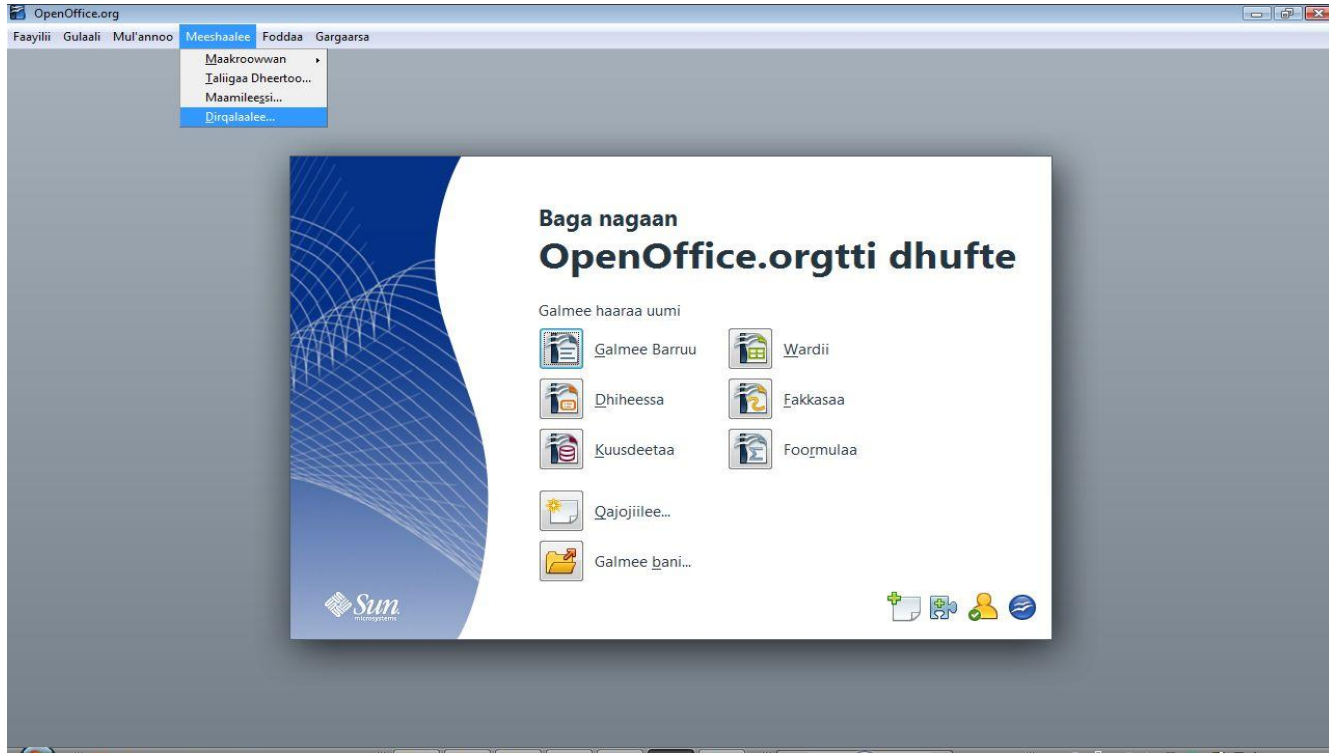 OpenOffice.org
Faayilii Gulaali Mul'annoo Meeshaalee Foddaa Gargaarsa
Maakroowwan
Taliigaa Dheertoo...
Maamileessi...
Dirqalaalee...
Baga nagaan
OpenOffice.orgtti dhufte
Galmee haaraa uumi
Galmee Barruu Wardii
Dhiheessa Fakkasaa
Kuusdeetaa Foormulaa
Qajojiilee...
Galmee bani...
Sun
microsystems